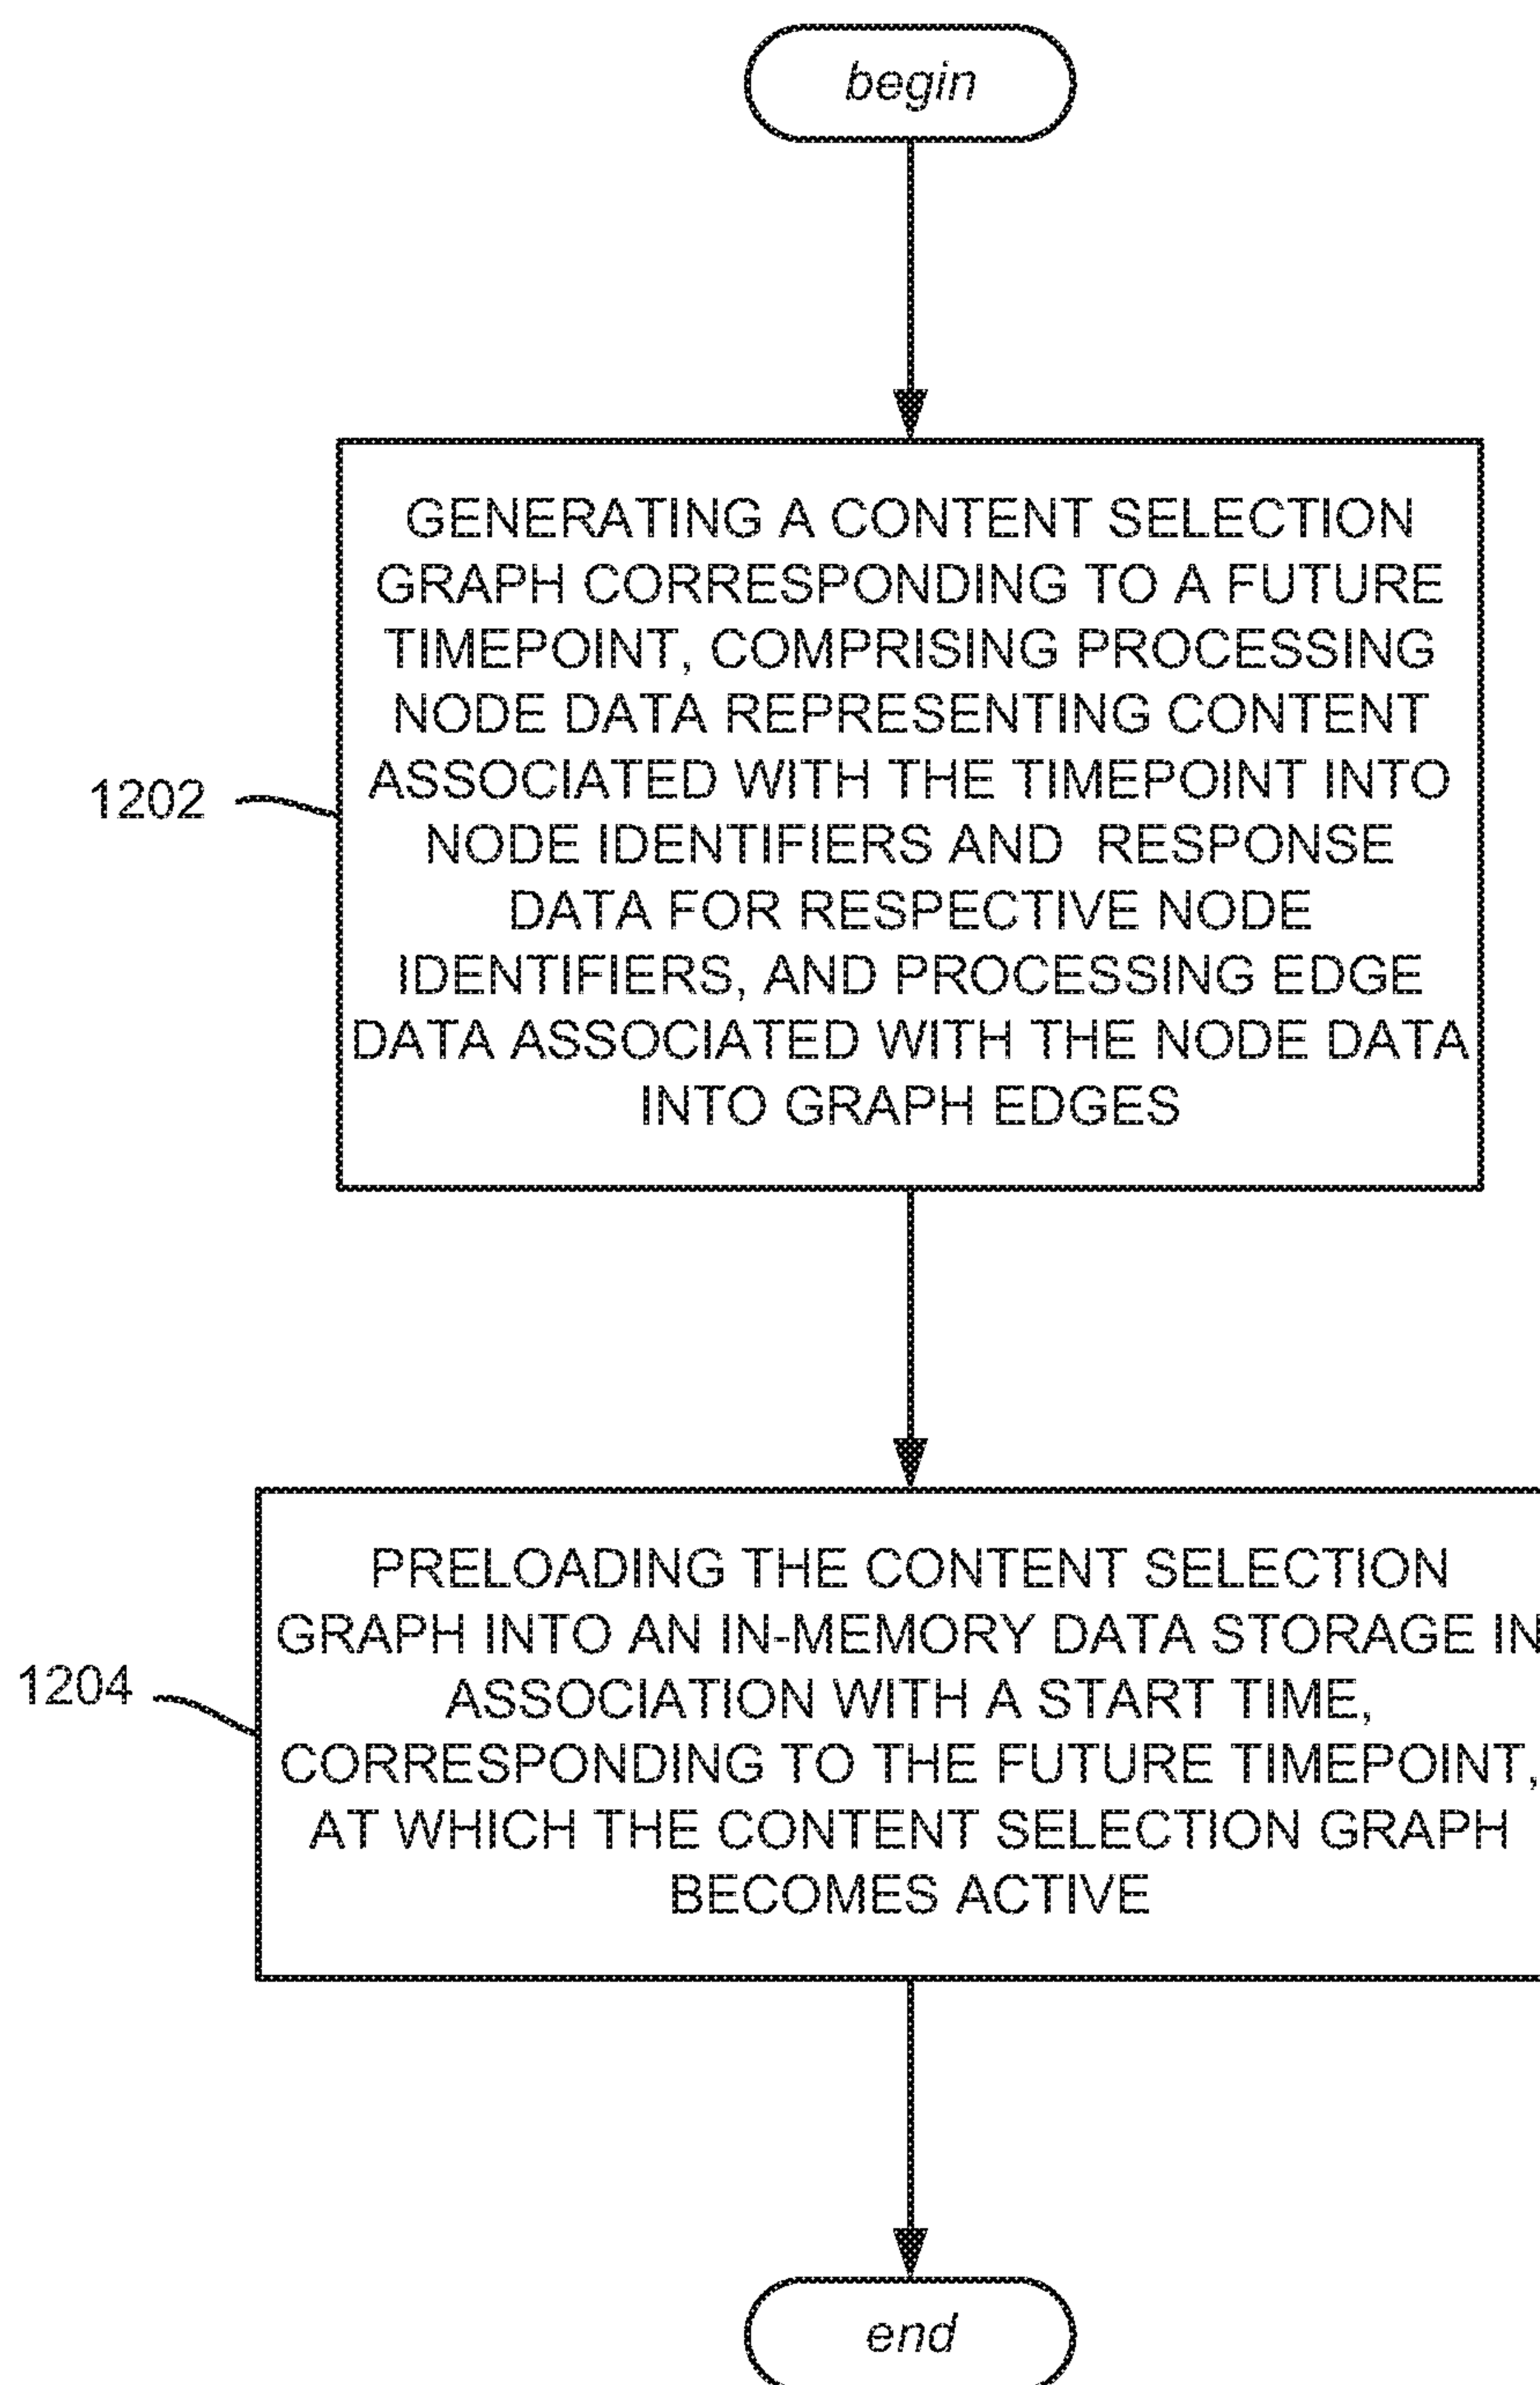 begin
GENERATING A CONTENT SELECTION
GRAPH CORRESPONDING TO A FUTURE
TIMEPOINT, COMPRISING PROCESSING
NODE DATA REPRESENTING CONTENT
ASSOCIATED WITH THE TIMEPOINT INTO
NODE IDENTIFIERS AND RESPONSE
DATA FOR RESPECTIVE NODE
IDENTIFIERS, AND PROCESSING EDGE
DATA ASSOCIATED WITH THE NODE DATA
INTO GRAPH EDGES
1202
PRELOADING THE CONTENT SELECTION
GRAPH INTO AN IN-MEMORY DATA STORAGE IN
ASSOCIATION WITH A START TIME,
CORRESPONDING TO THE FUTURE TIMEPOINT,
AT WHICH THE CONTENT SELECTION GRAPH
BECOMES ACTIVE
1204
end